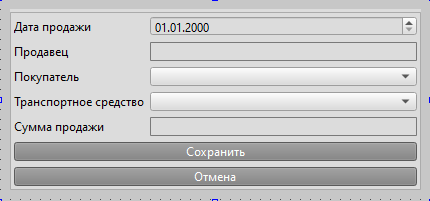 Дата продажи 01.01.2000
Продавец
Покупатель
Транспортное средство
Сумма продажи
Сохранить
Отмена